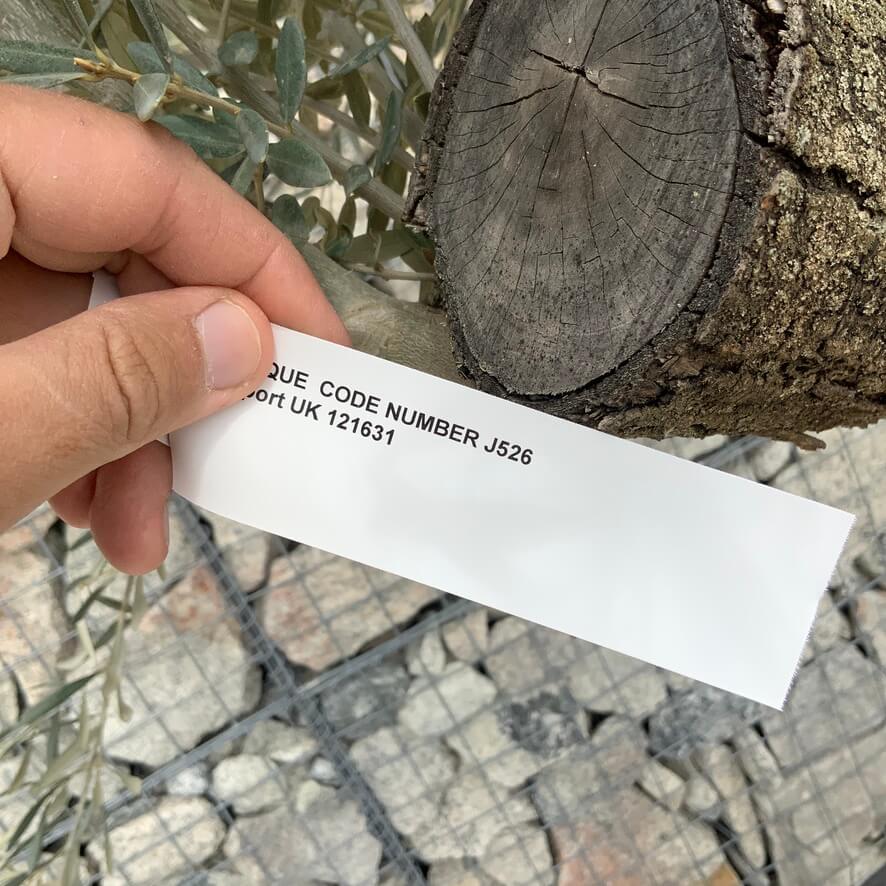 QUE CODE NUMBER J526
port UK 121631